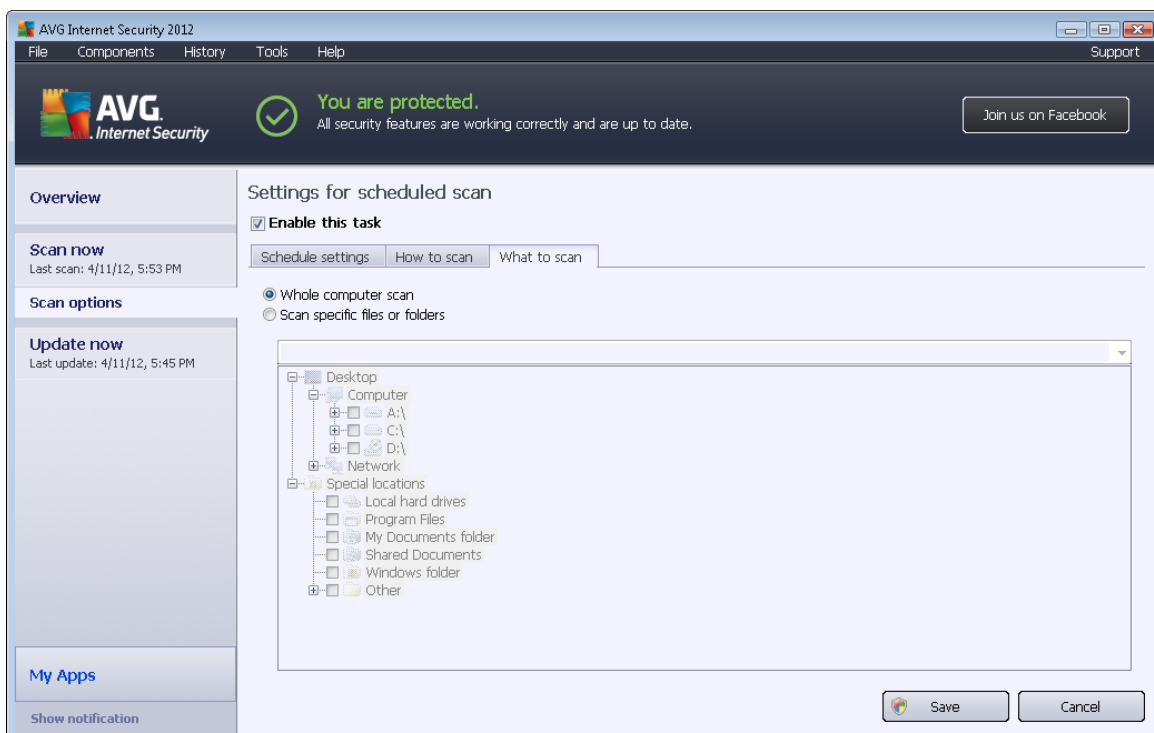 AVG Internet Security 2012
File Components History Tools Help Support
AVG.
Internet Security
You are protected.
All security features are working correctly and are up to date.
Join us on Facebook
Overview
Scan now
Last scan: 4/11/12, 5:53 PM
Scan options
Update now
Last update: 4/11/12, 5:45 PM
My Apps
Show notification
Settings for scheduled scan
Enable this task
Schedule settings How to scan What to scan
Whole computer scan
Scan specific files or folders
Desktop
Computer
A:\
C:\
D:\
Network
Special locations
Local hard drives
Program Files
My Documents folder
Shared Documents
Windows folder
Other
Save Cancel